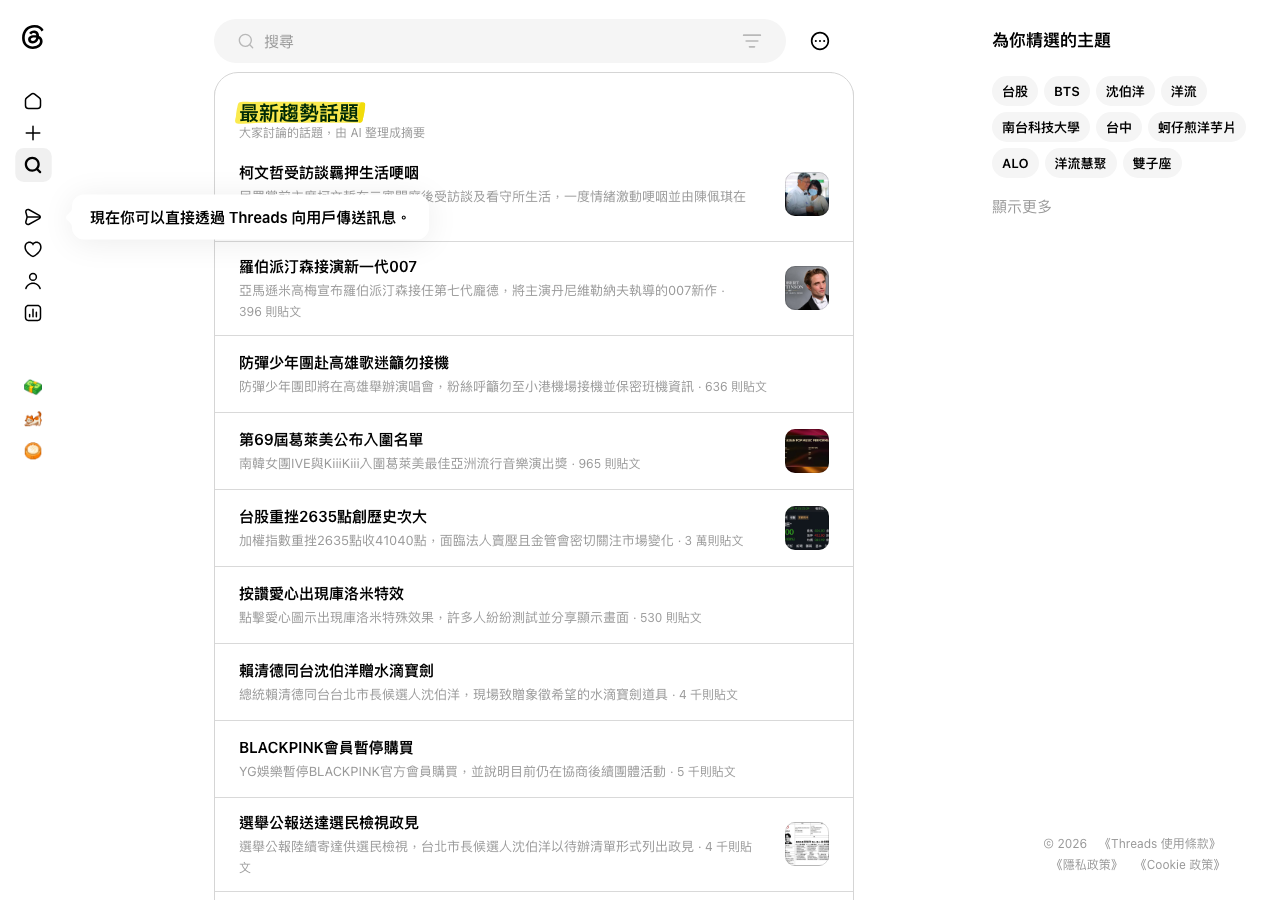 搜尋
最新趨勢話題
大家討論的話題，由 AI 整理成摘要
柯文哲受訪談羈押生活哽咽
後受訪談及看守所生活，一度情緒激動哽咽並由陳佩琪在
現在你可以直接透過 Threads 向用戶傳送訊息。
羅伯派汀森接演新一代007
亞馬遜米高梅宣布羅伯派汀森接任第七代龐德，將主演丹尼維勒納夫執導的007新作 ·
396 則貼文
防彈少年團赴高雄歌迷籲勿接機
防彈少年團即將在高雄舉辦演唱會，粉絲呼籲勿至小港機場接機並保密班機資訊 · 636 則貼文
第69屆葛萊美公布入圍名單
南韓女團IVE與KiiiKiii入圍葛萊美最佳亞洲流行音樂演出獎 · 965 則貼文
台股重挫2635點創歷史次大
加權指數重挫2635點收41040點，面臨法人賣壓且金管會密切關注市場變化 · 3 萬則貼文
按讚愛心出現庫洛米特效
點擊愛心圖示出現庫洛米特殊效果，許多人紛紛測試並分享顯示畫面 · 530 則貼文
賴清德同台沈伯洋贈水滴寶劍
總統賴清德同台台北市長候選人沈伯洋，現場致贈象徵希望的水滴寶劍道具 · 4 千則貼文
BLACKPINK會員暫停購買
YG娛樂暫停BLACKPINK官方會員購買，並說明目前仍在協商後續團體活動 · 5 千則貼文
選舉公報送達選民檢視政見
選舉公報陸續寄達供選民檢視，台北市長候選人沈伯洋以待辦清單形式列出政見 · 4 千則貼
文
為你精選的主題
台股 BTS 沈伯洋 洋流
南台科技大學 台中 蚵仔煎洋芋片
ALO 洋流慧聚 雙子座
顯示更多
© 2026 《Threads 使用條款》
《隱私政策》 《Cookie 政策》